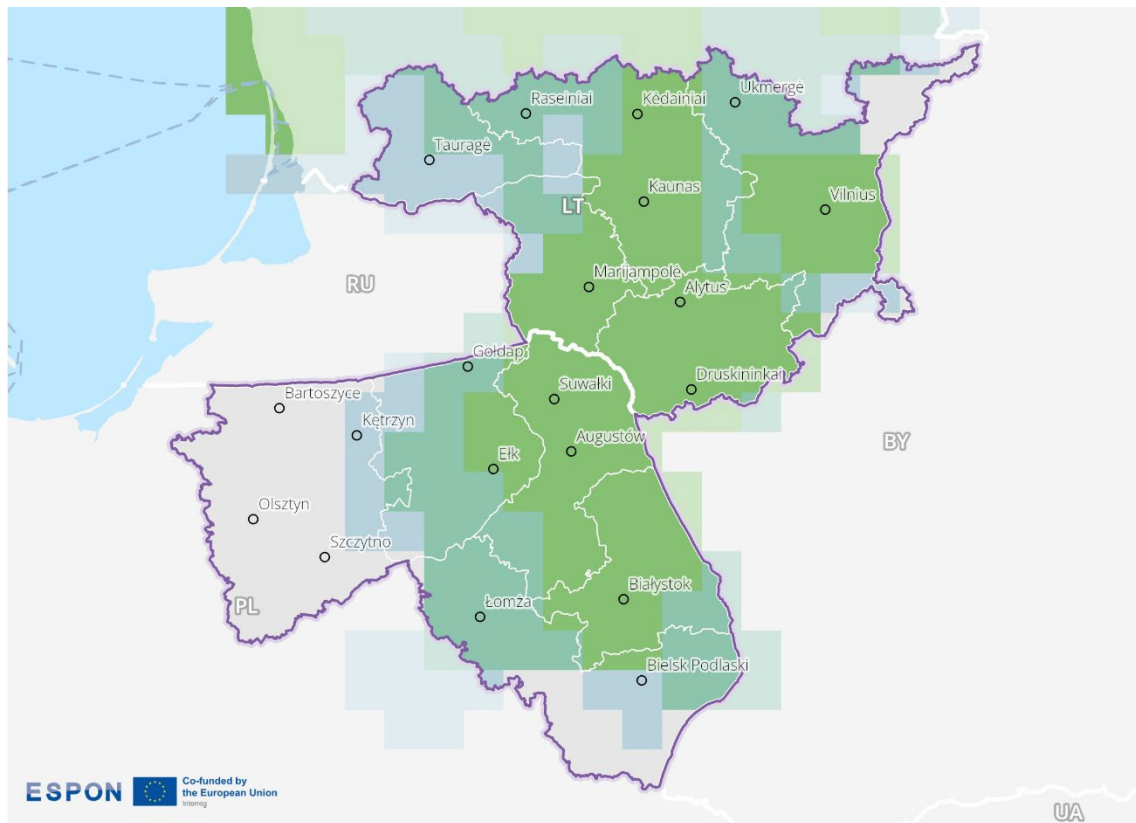 Raseiniai
Kėdainiai
Ukmergė
Tauragė
Kaunas
Vilnius
LT
Marijampolė
Alytus
RU
Gołdap
Suwałki
Druskininkai
Bartoszyce
Kętrzyn
Augustów
BY
Ełk
Olsztyn
Szczytno
Białystok
Łomża
PL
Bielsk Podlaski
ESPON
Co-funded by
the European Union
Interreg
UA